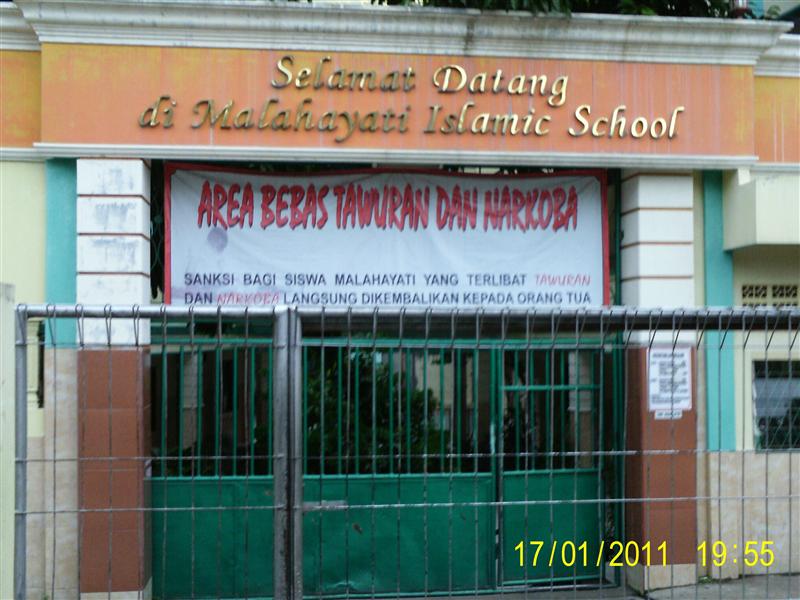 Selamat Datang
di Malahayati Islamic School
AREA BEBAS TAWURAN DAN NARKOBA
SANKSI BAGI SISWA MALAHAYATI YANG TERLIBAT TAWURAN
DAN NARKOBA LANGSUNG DIKEMBALIKAN KEPADA ORANG TUA
17/01/2011 19:55